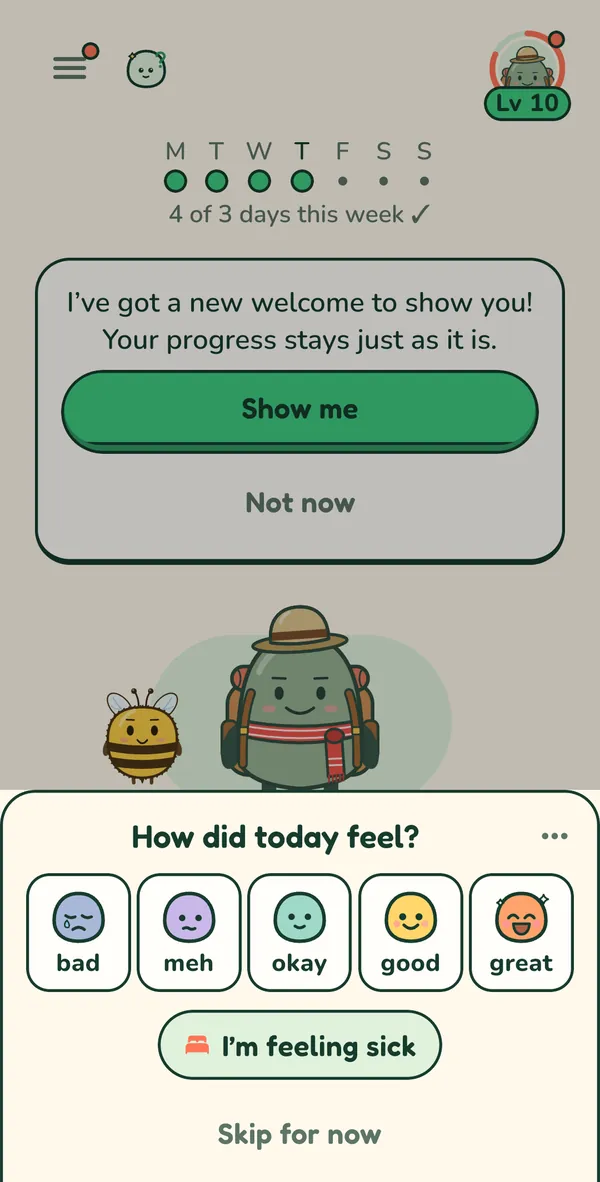 Lv 10
M T W T F S S
4 of 3 days this week ✓
I’ve got a new welcome to show you!
Your progress stays just as it is.
Show me
Not now
How did today feel?
bad meh okay good great
I’m feeling sick
Skip for now